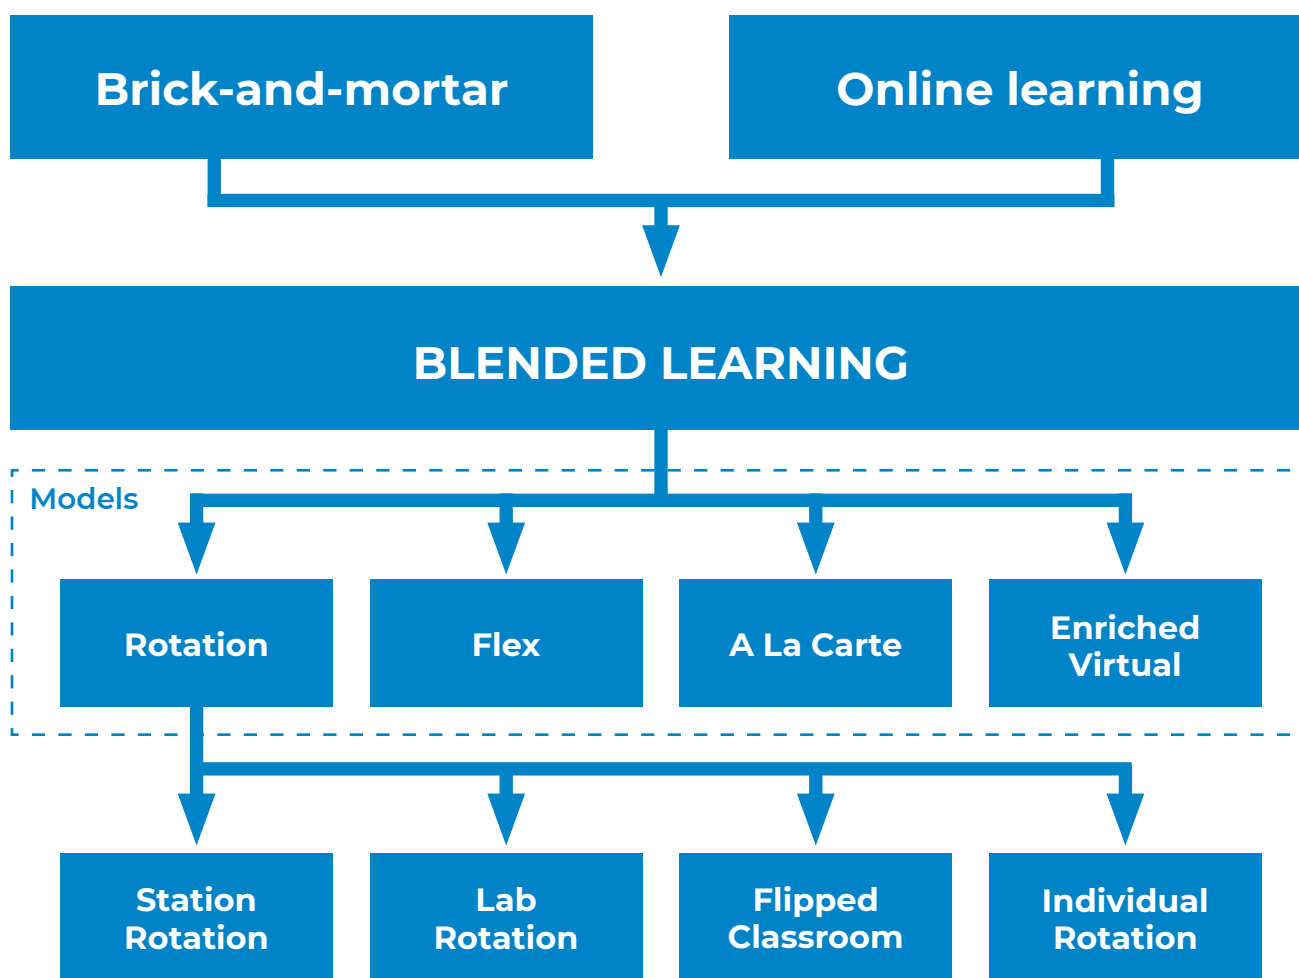 Brick-and-mortar
Online learning
BLENDED LEARNING
Models
Rotation
Flex
A La Carte
Enriched
Virtual
Station
Rotation
Lab
Rotation
Flipped
Classroom
Individual
Rotation